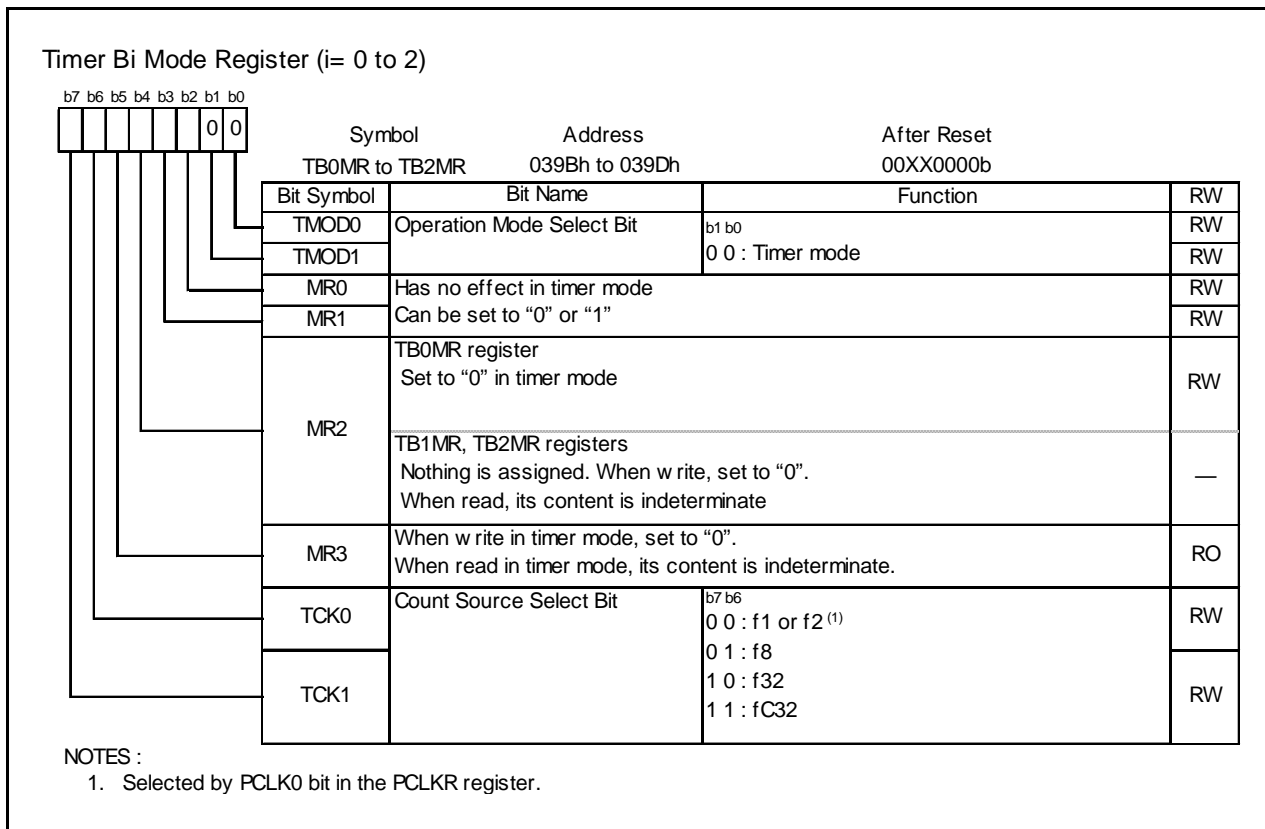 Timer Bi Mode Register (i= 0 to 2)
b7 b6 b5 b4 b3 b2 b1 b0
0 0
Symbol Address After Reset
TB0MR to TB2MR 039Bh to 039Dh 00XX0000b
Bit Symbol Bit Name Function RW
TMOD0 Operation Mode Select Bit b1 b0 RW
TMOD1 0 0 : Timer mode RW
MR0 Has no effect in timer mode RW
MR1 Can be set to “0” or “1” RW
MR2
TB0MR register
Set to “0” in timer mode RW
TB1MR, TB2MR registers
Nothing is assigned. When w rite, set to “0”. —
When read, its content is indeterminate
MR3 When w rite in timer mode, set to “0”. RO
When read in timer mode, its content is indeterminate.
TCK0 Count Source Select Bit b7 b6 RW
0 0 : f1 or f2 (1)
0 1 : f8
TCK1 1 0 : f32 RW
1 1 : fC32
NOTES :
1. Selected by PCLK0 bit in the PCLKR register.